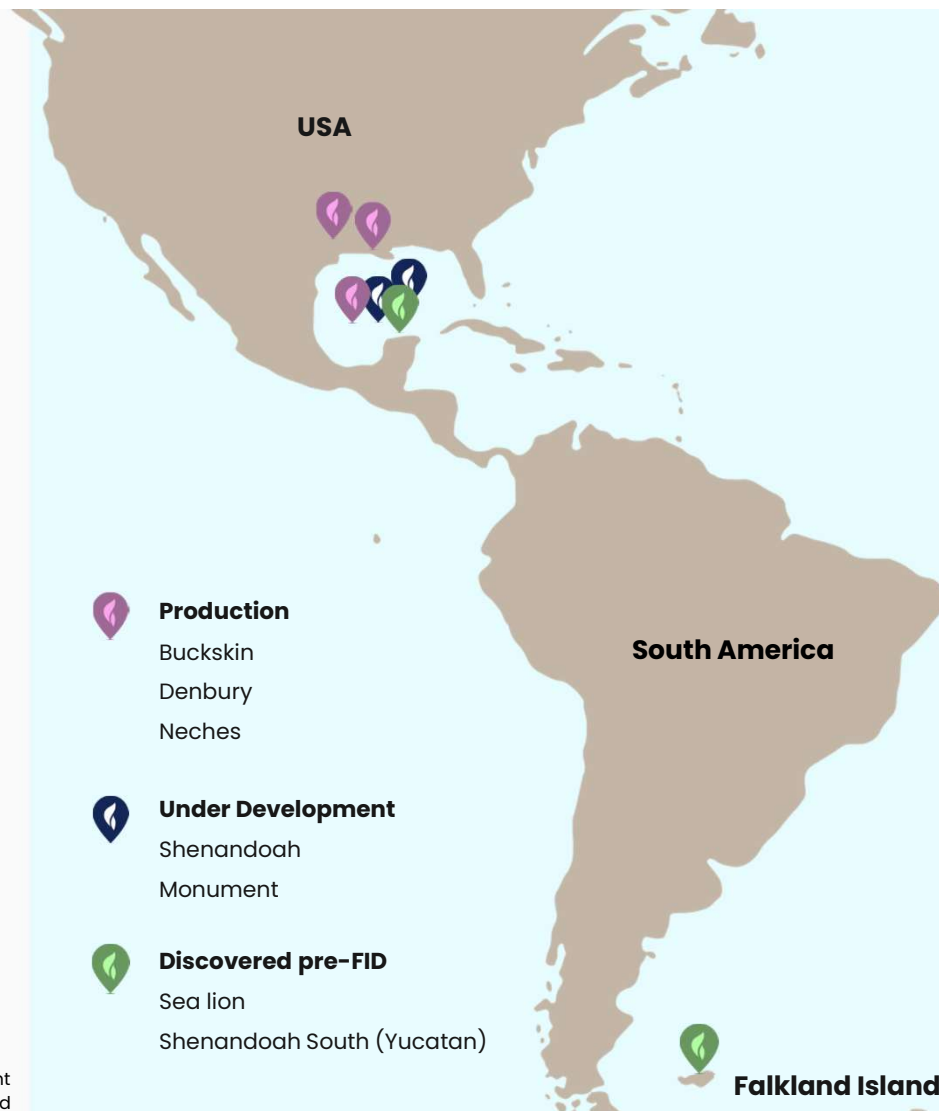 USA
South America
Production
Buckskin
Denbury
Neches
Under Development
Shenandoah
Monument
Discovered pre-FID
Sea lion
Shenandoah South (Yucatan)
Falkland Island
nt
d